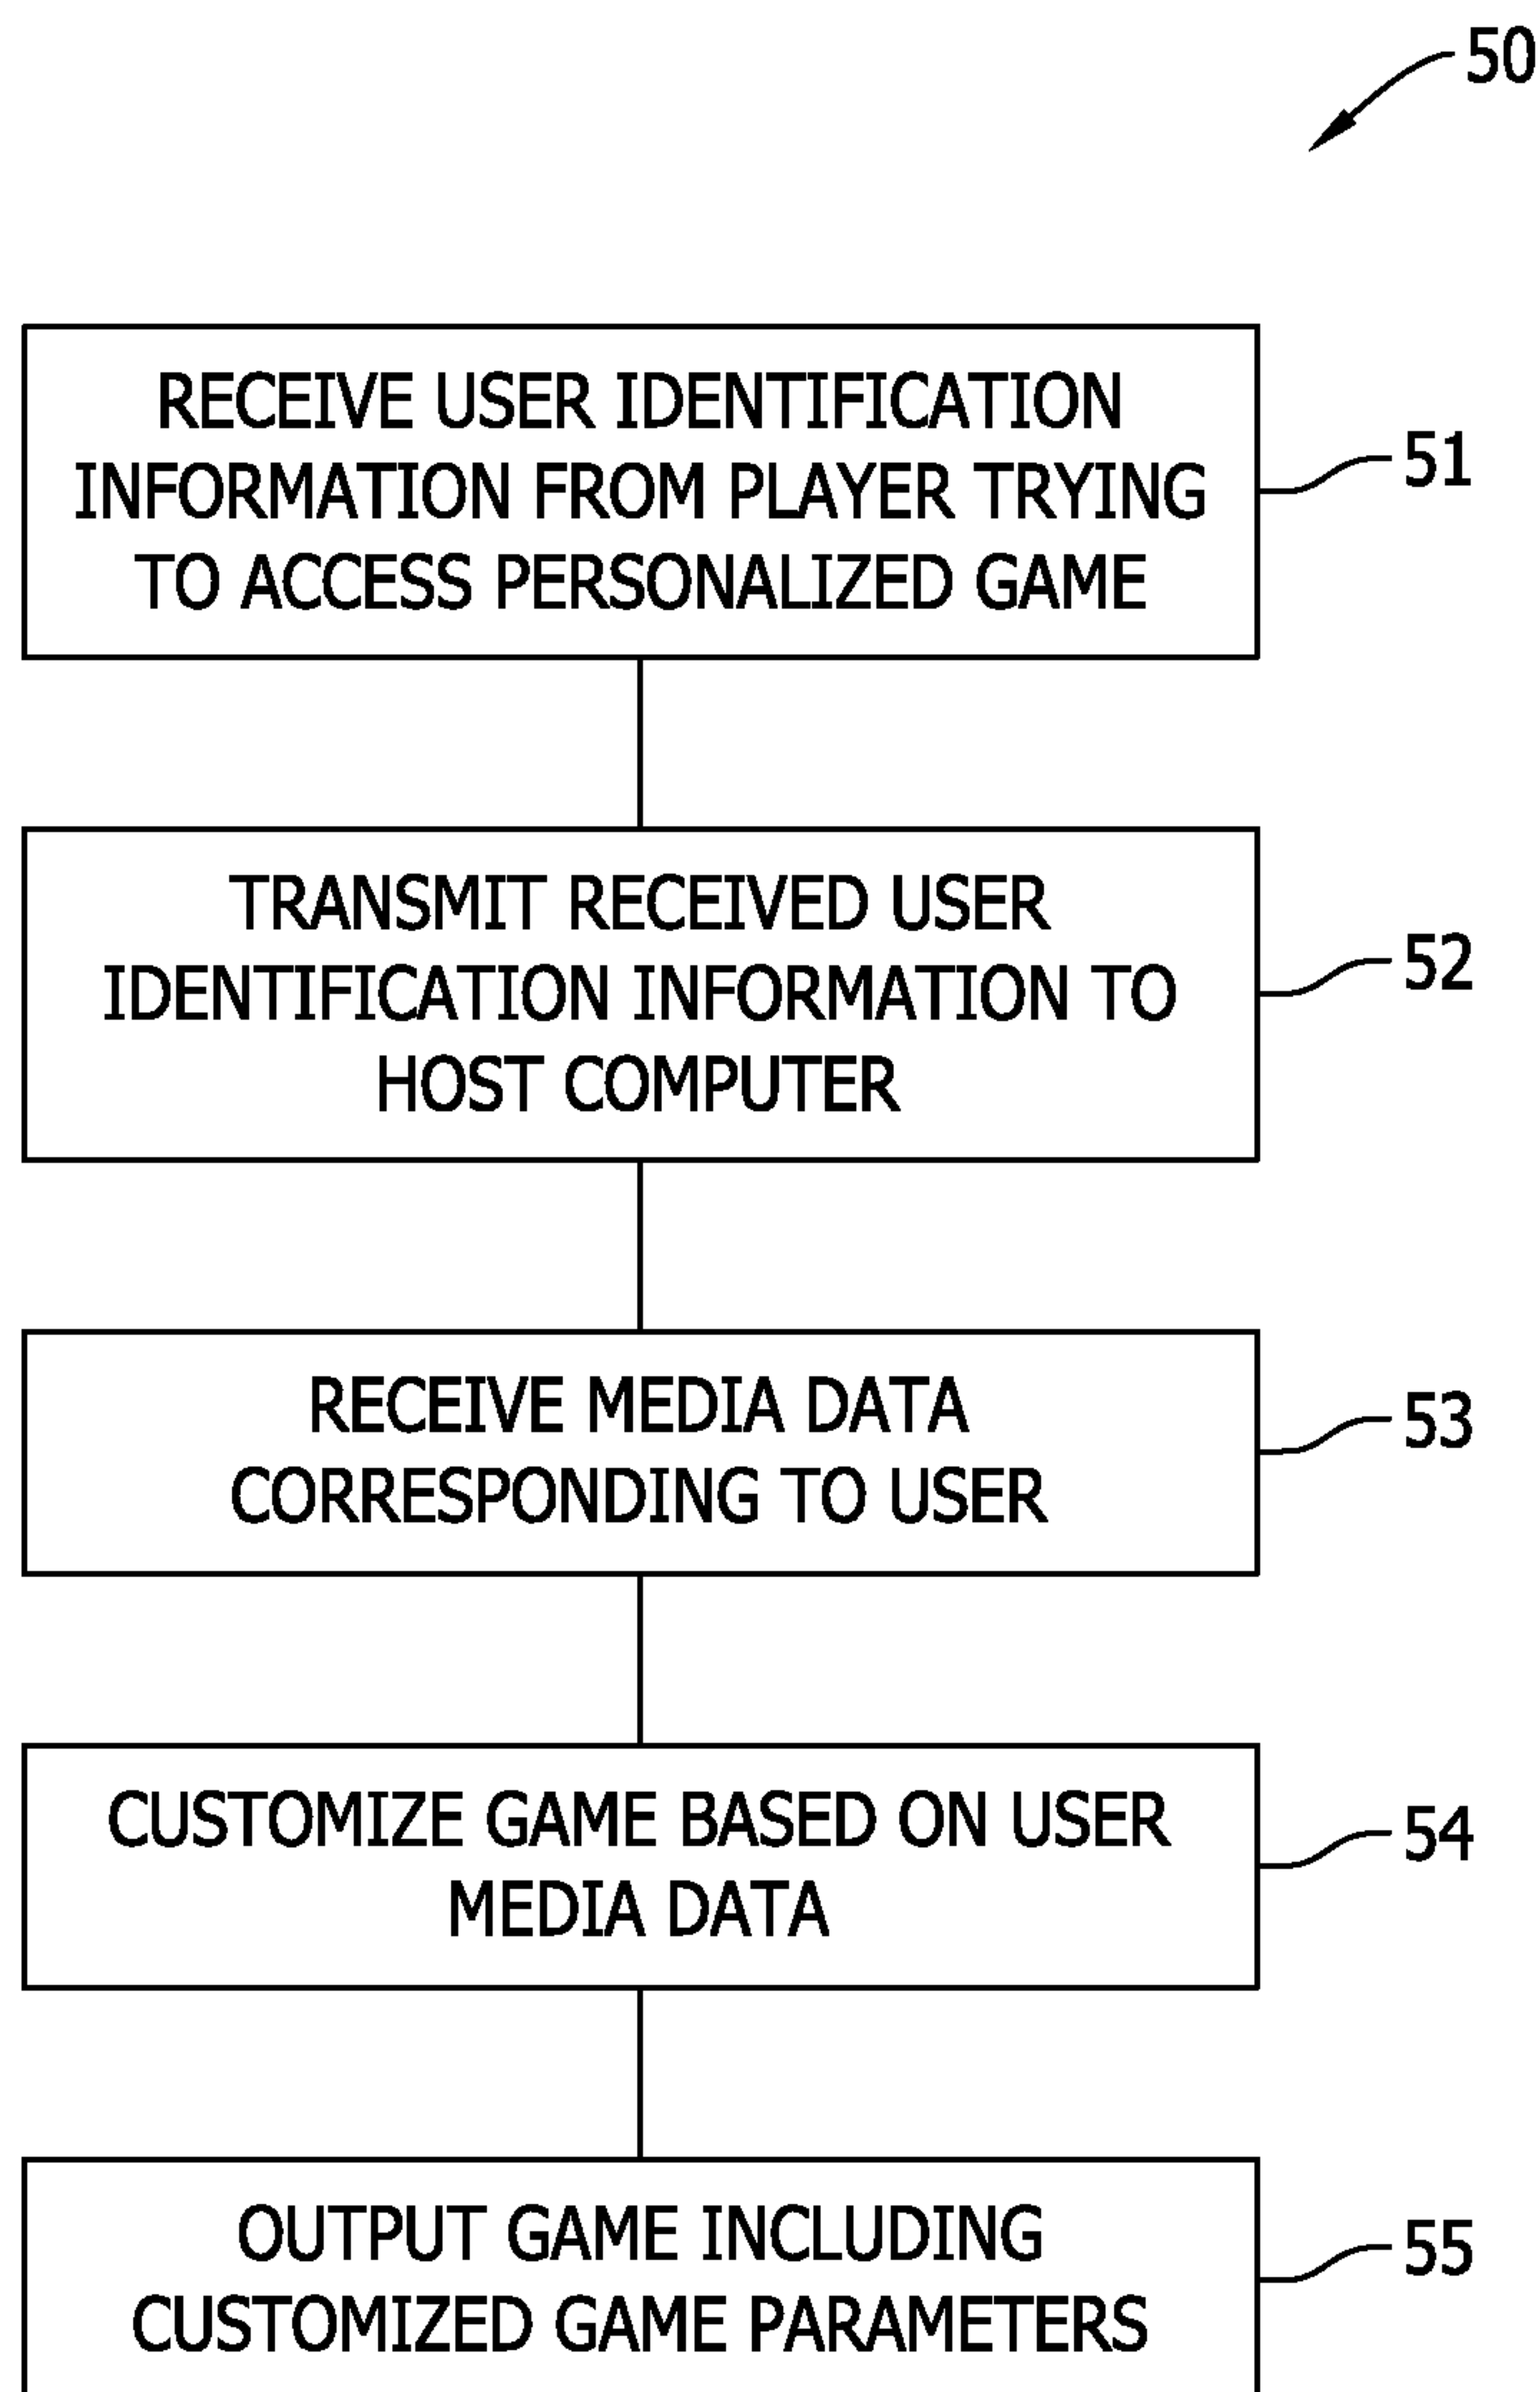 50
RECEIVE USER IDENTIFICATION
INFORMATION FROM PLAYER TRYING
TO ACCESS PERSONALIZED GAME
51
TRANSMIT RECEIVED USER
IDENTIFICATION INFORMATION TO
HOST COMPUTER
52
RECEIVE MEDIA DATA
CORRESPONDING TO USER
53
CUSTOMIZE GAME BASED ON USER
MEDIA DATA
54
OUTPUT GAME INCLUDING
CUSTOMIZED GAME PARAMETERS
55